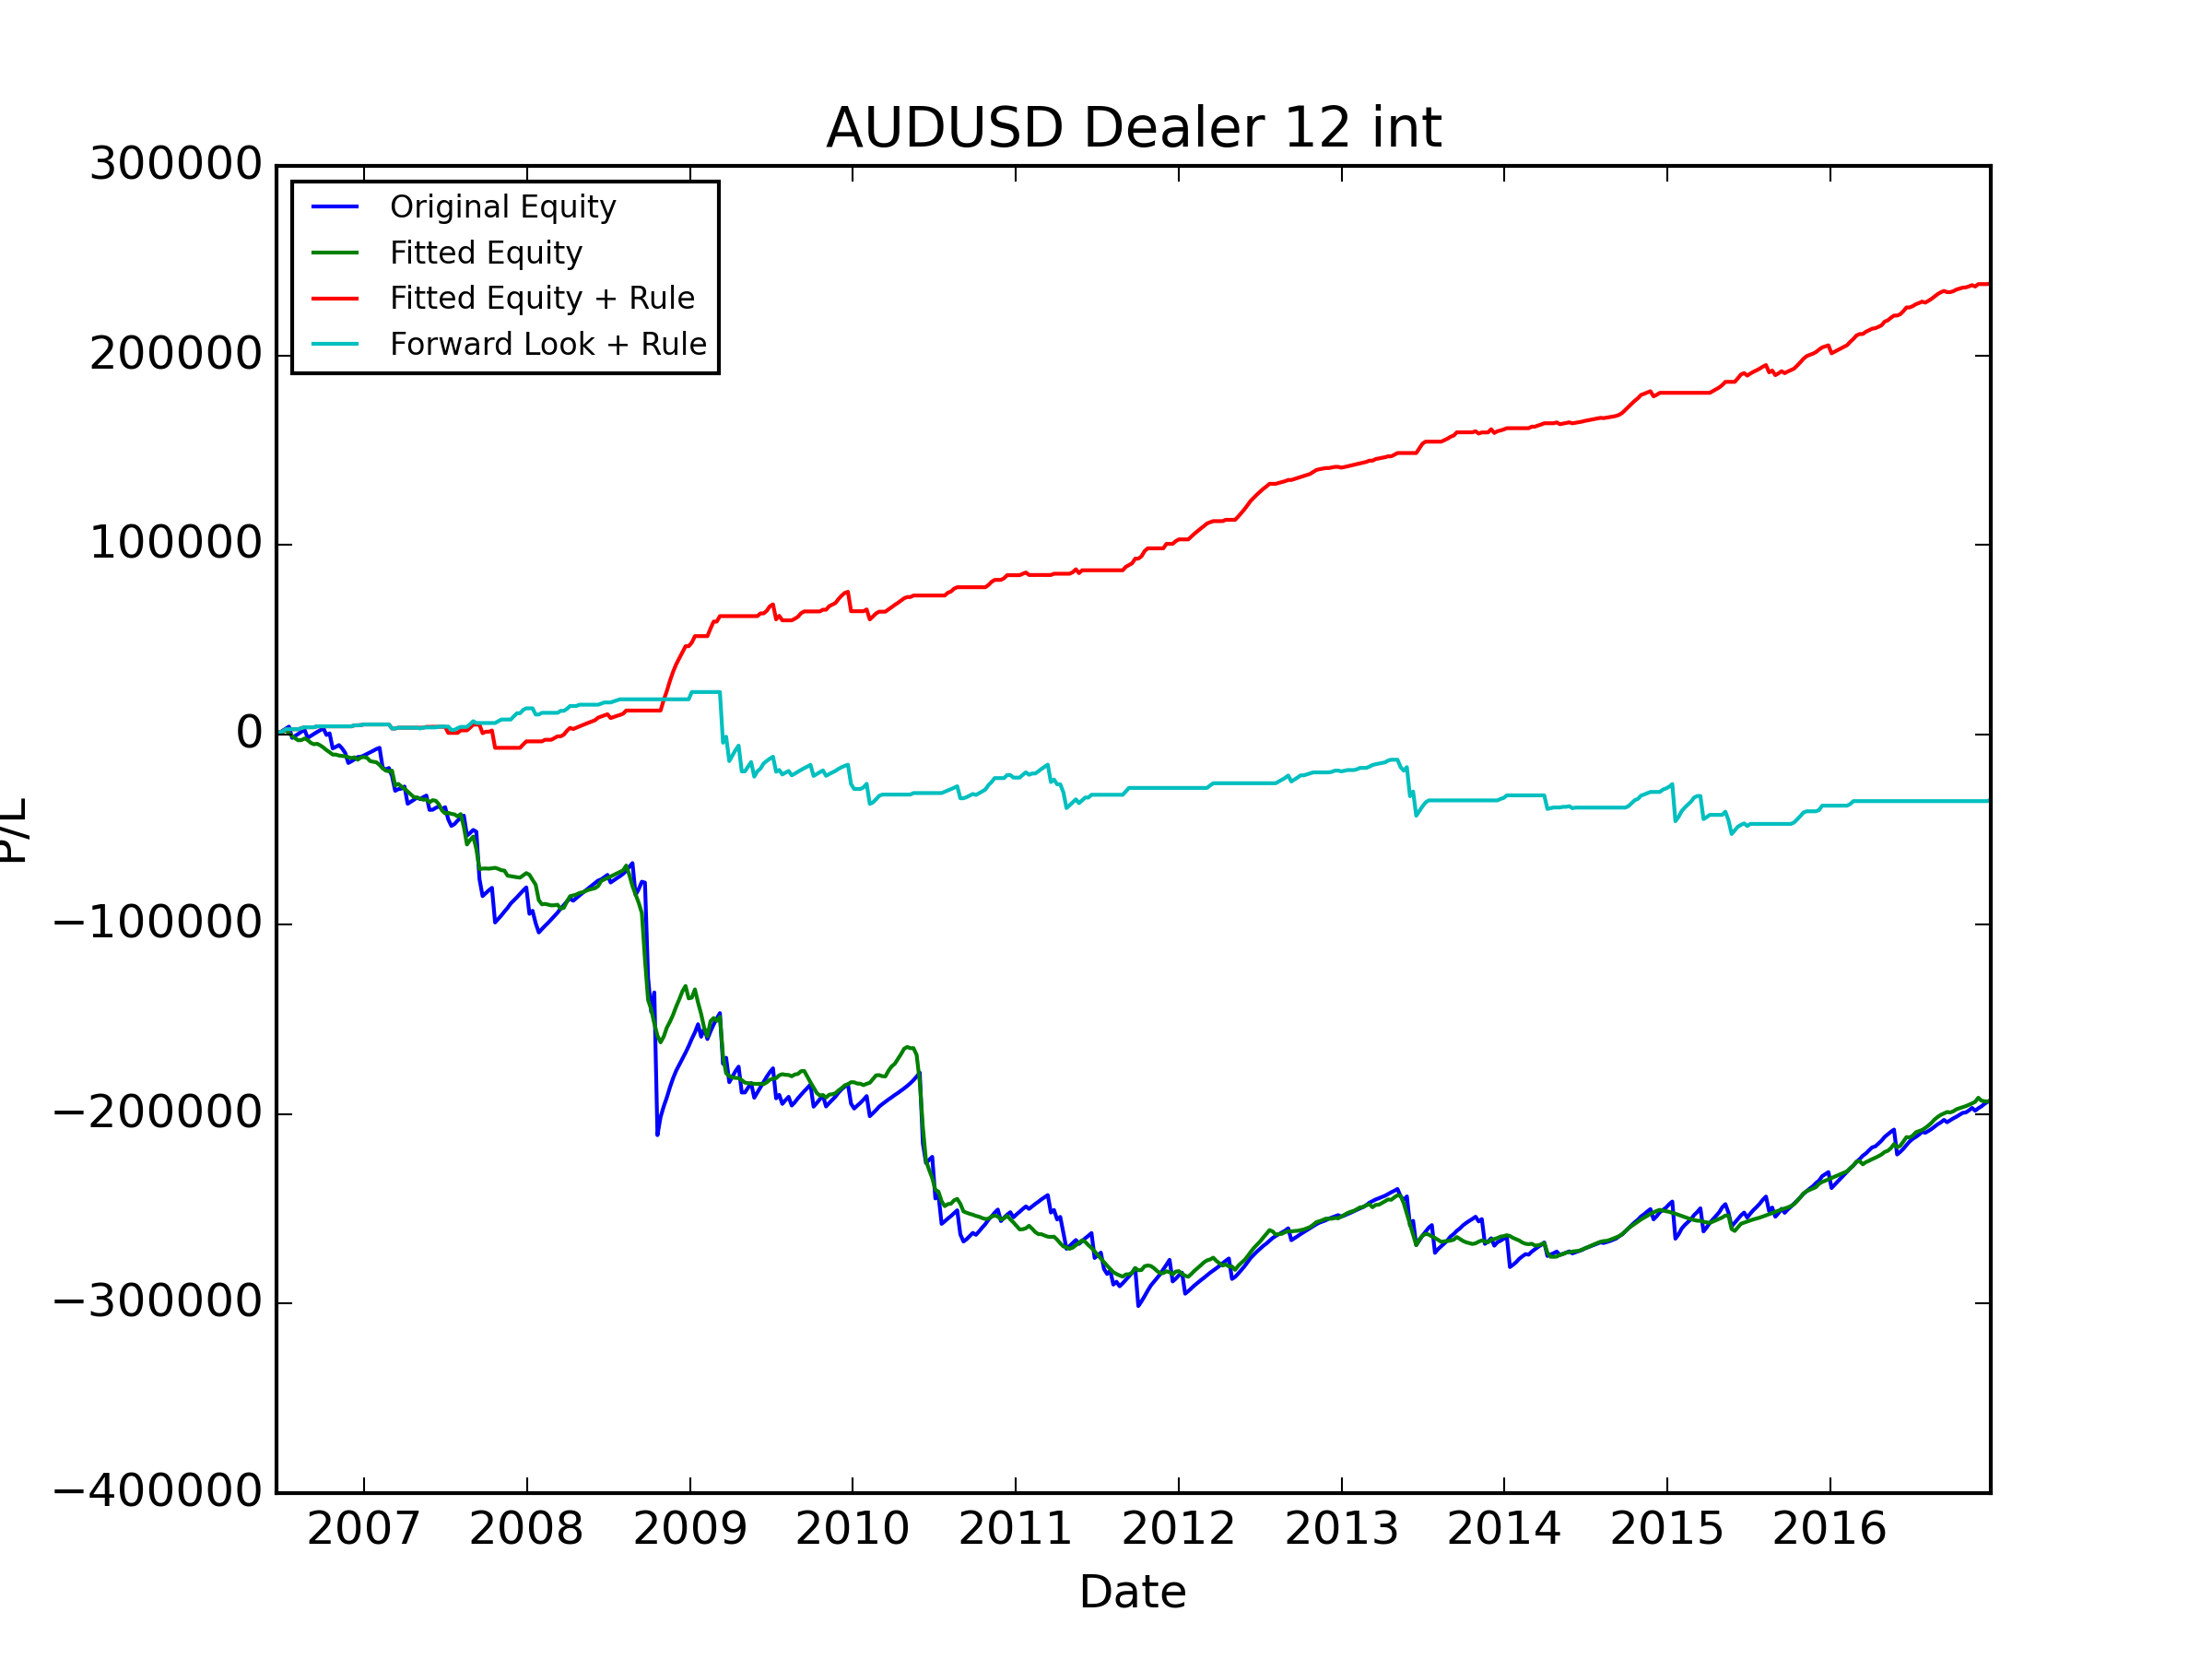 AUDUSD Dealer 12 int
300000
200000
100000
0
−100000
−200000
−300000
−400000
P/L
Original Equity
Fitted Equity
Fitted Equity + Rule
Forward Look + Rule
2007 2008 2009 2010 2011 2012 2013 2014 2015 2016
Date